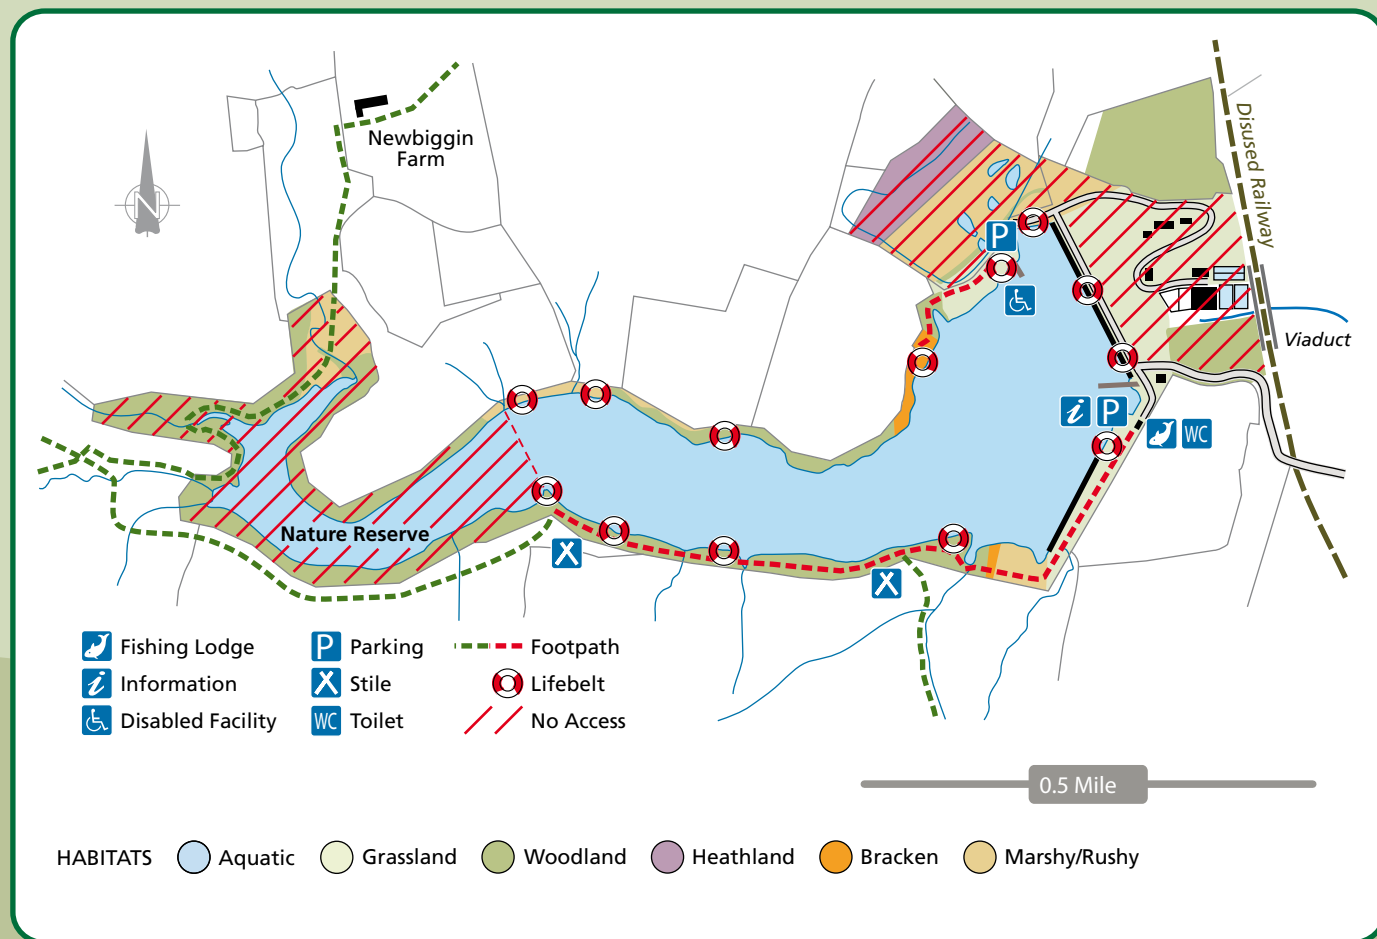 Newbiggin
Farm
N
Disused Railway
P
Viaduct
i P
WC
Nature Reserve
Fishing Lodge
P Parking
Footpath
i Information
Stile
Lifebelt
Disabled Facility
WC Toilet
No Access
0.5 Mile
HABITATS Aquatic Grassland Woodland Heathland Bracken Marshy/Rushy